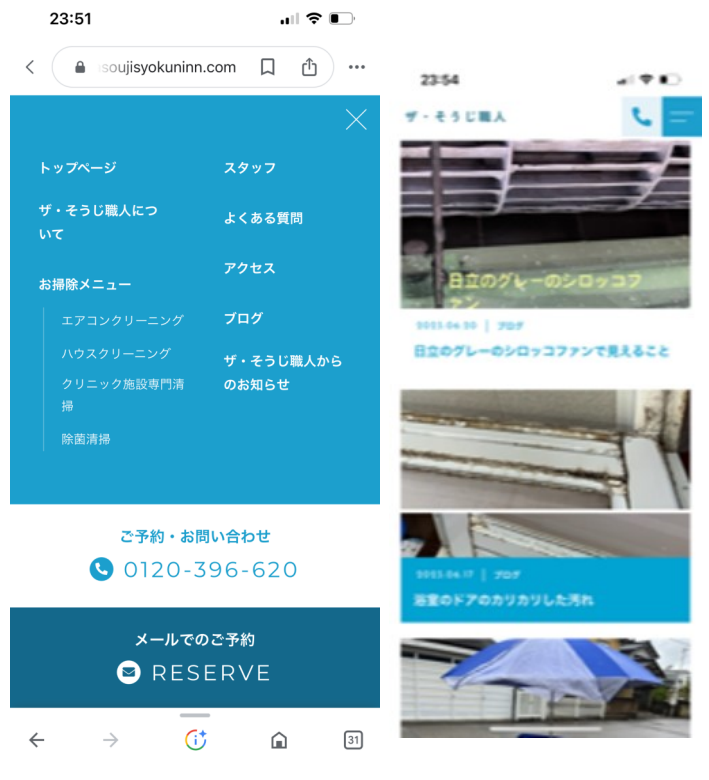 23:51
soujisyokuninn.com
トップページ
ザ・そうじ職人につ
いて
お掃除メニュー
エアコンクリーニング
ハウスクリーニング
クリニック施設専門清
掃
除菌清掃
スタッフ
よくある質問
アクセス
ブログ
ザ・そうじ職人から
のお知らせ
ご予約・お問い合わせ
0120-396-620
メールでのご予約
RESERVE
31
23:54
ザ・そうじ職人
日立のグレーのシロッコフ
ァン
ブログ
日立のグレーのシロッコファンで見えること
2023.04.17 | ブログ
浴室のドアのカリカリした汚れ